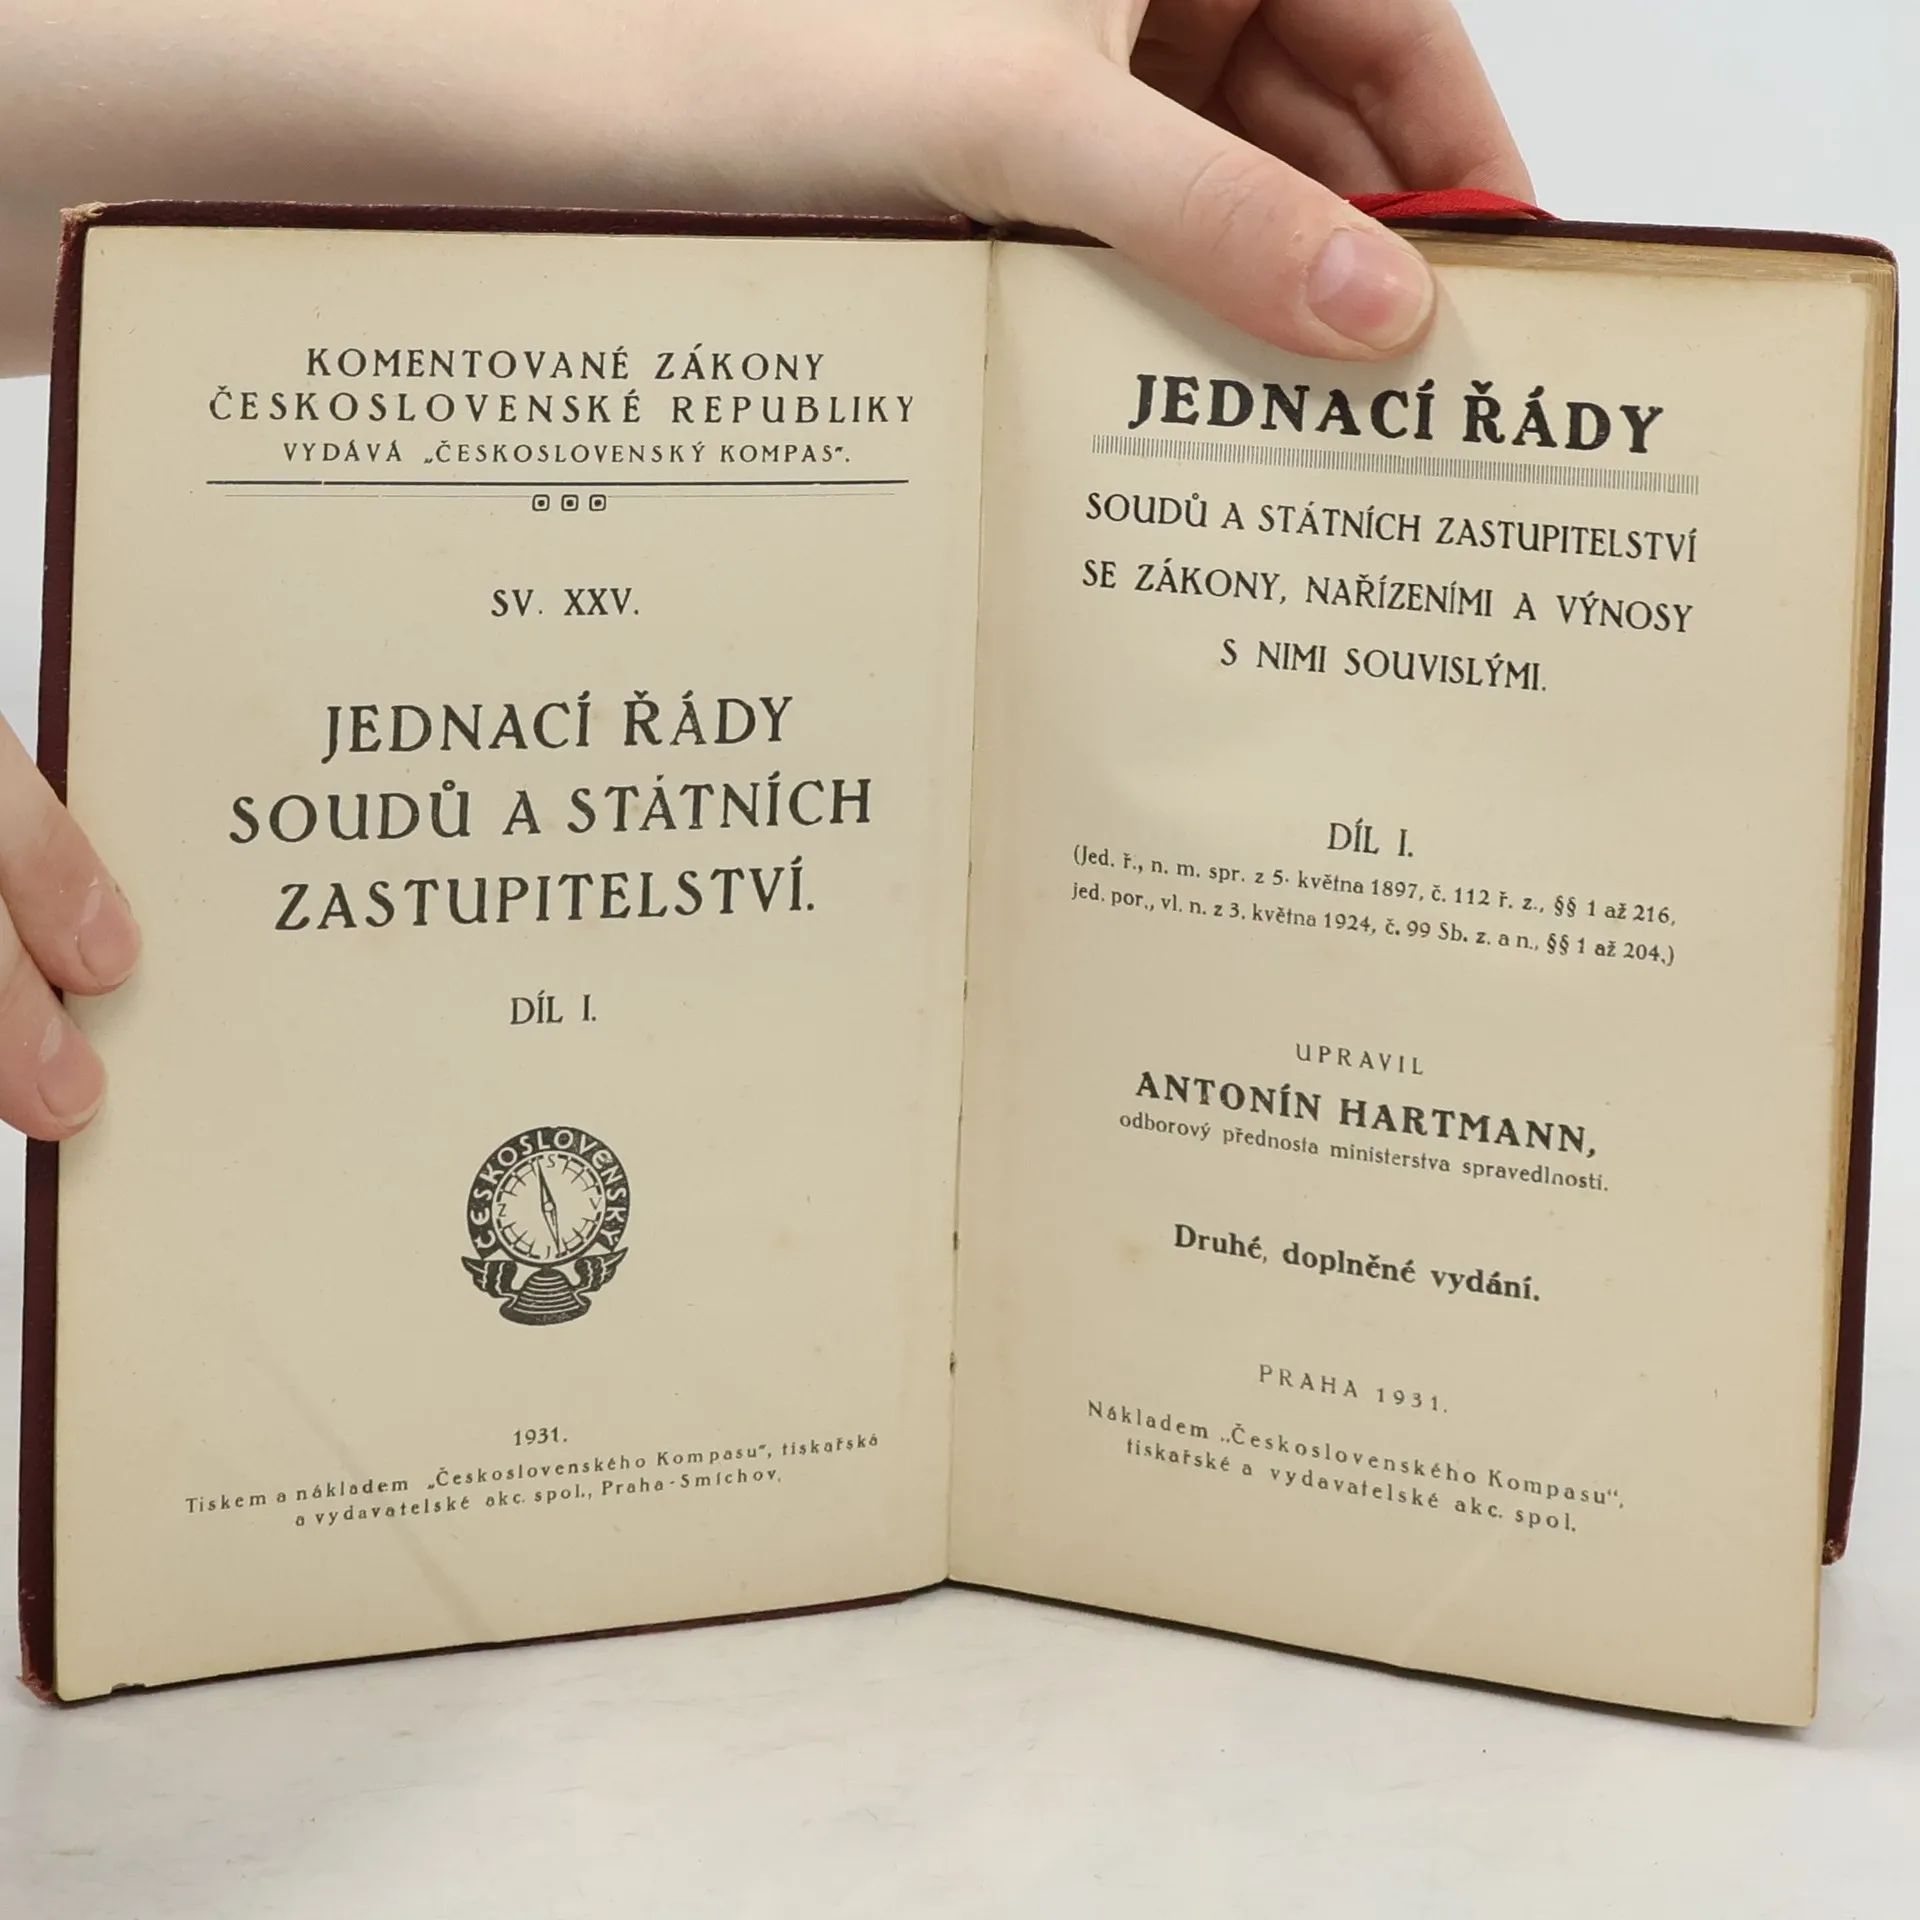 KOMENTOVANÉ ZÁKONY
ČESKOSLOVENSKÉ REPUBLIKY
VYDÁVÁ „ČESKOSLOVENSKÝ KOMPAS".
SV. XXV.
JEDNACÍ ŘÁDY
SOUDŮ A STÁTNÍCH
ZASTUPITELSTVÍ.
DÍL I.
ČESKOSLOVENSKÝ
S
Z V
J
1931.
Tiskem a nákladem „Československého Kompasu", tiskařská
a vydavatelské akc. spol., Praha-Smíchov.
JEDNACÍ ŘÁDY
SOUDŮ A STÁTNÍCH ZASTUPITELSTVÍ
SE ZÁKONY, NAŘÍZENÍMI A VÝNOSY
S NIMI SOUVISLÝMI.
DÍL I.
(Jed. ř., n. m. spr. z 5. května 1897, č. 112 ř. z., §§ 1 až 216,
jed. por., vl. n. z 3. května 1924, č. 99 Sb. z. a n., §§ 1 až 204.)
UPRAVIL
ANTONÍN HARTMANN,
odborový přednosta ministerstva spravedlnosti.
Druhé, doplněné vydání.
PRAHA 1931.
Nákladem „Československého Kompasu",
tiskařské a vydavatelské akc. spol.